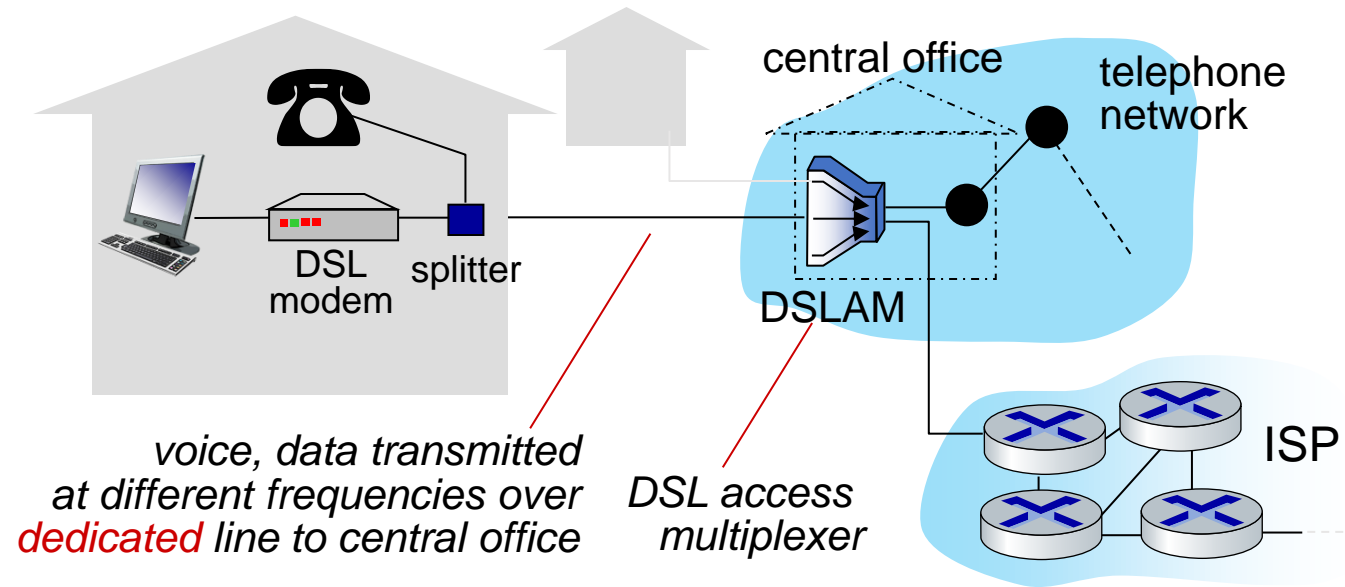 central office
telephone
network
DSL
modem
splitter
DSLAM
ISP
voice, data transmitted
at different frequencies over
dedicated line to central office
DSL access
multiplexer